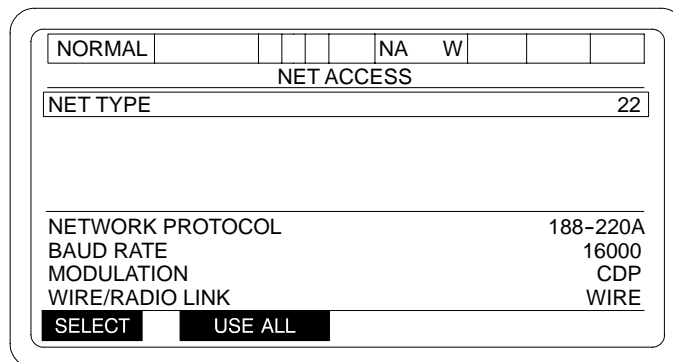 NORMAL NA W
NET ACCESS
NET TYPE 22
NETWORK PROTOCOL 188-220A
BAUD RATE 16000
MODULATION CDP
WIRE/RADIO LINK WIRE
SELECT USE ALL